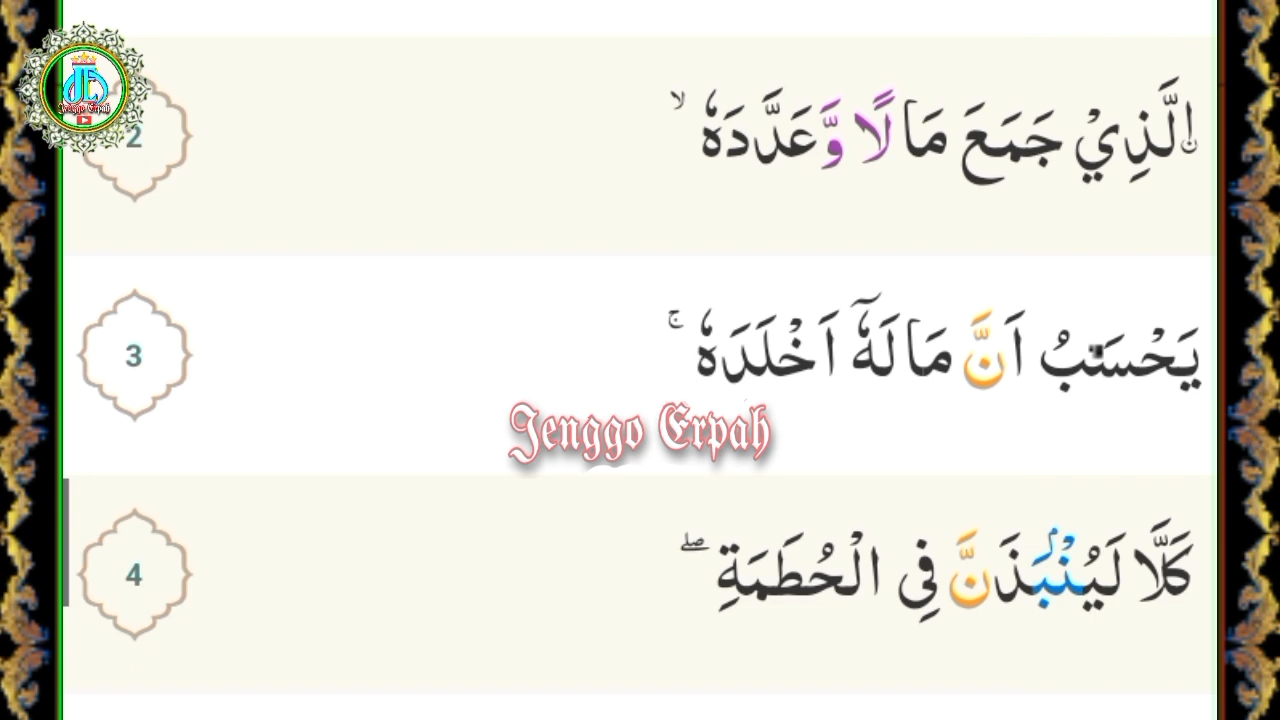 الَّذِيْ جَمَعَ مَالًا وَّعَدَّدَهٗ ۙ
2
يَحْسَبُ اَنَّ مَالَهٗٓ اَخْلَدَهٗ ۚ
3
Jenggo Erpah
كَلَّا لَيُنْۢبَذَنَّ فِى الْحُطَمَةِ ۖ
4